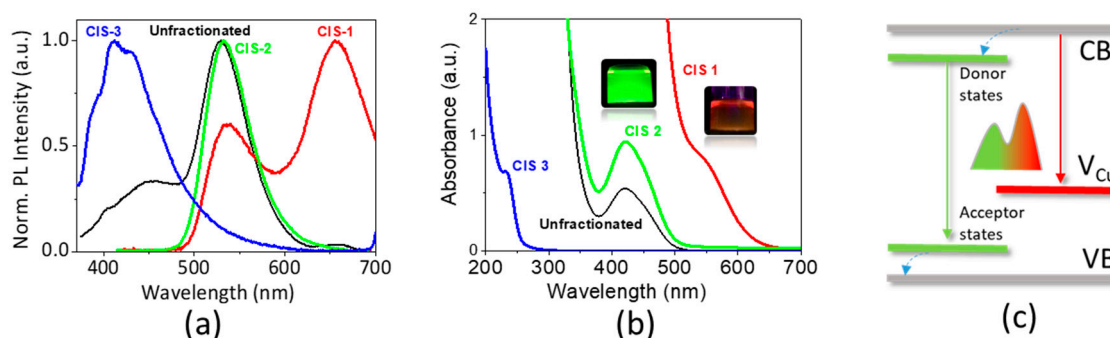 CIS-3
Unfractionated
CIS-2
CIS-1
1.0
0.5
0.0
Norm. PL Intensity (a.u.)
400
500
600
700
Wavelength (nm)
(a)
2
1
0
Absorbance (a.u.)
CIS 1
CIS 2
CIS 3
Unfractionated
200
300
400
500
600
700
Wavelength (nm)
(b)
CB
Donor
states
V
Cu
Acceptor
states
VB
(c)